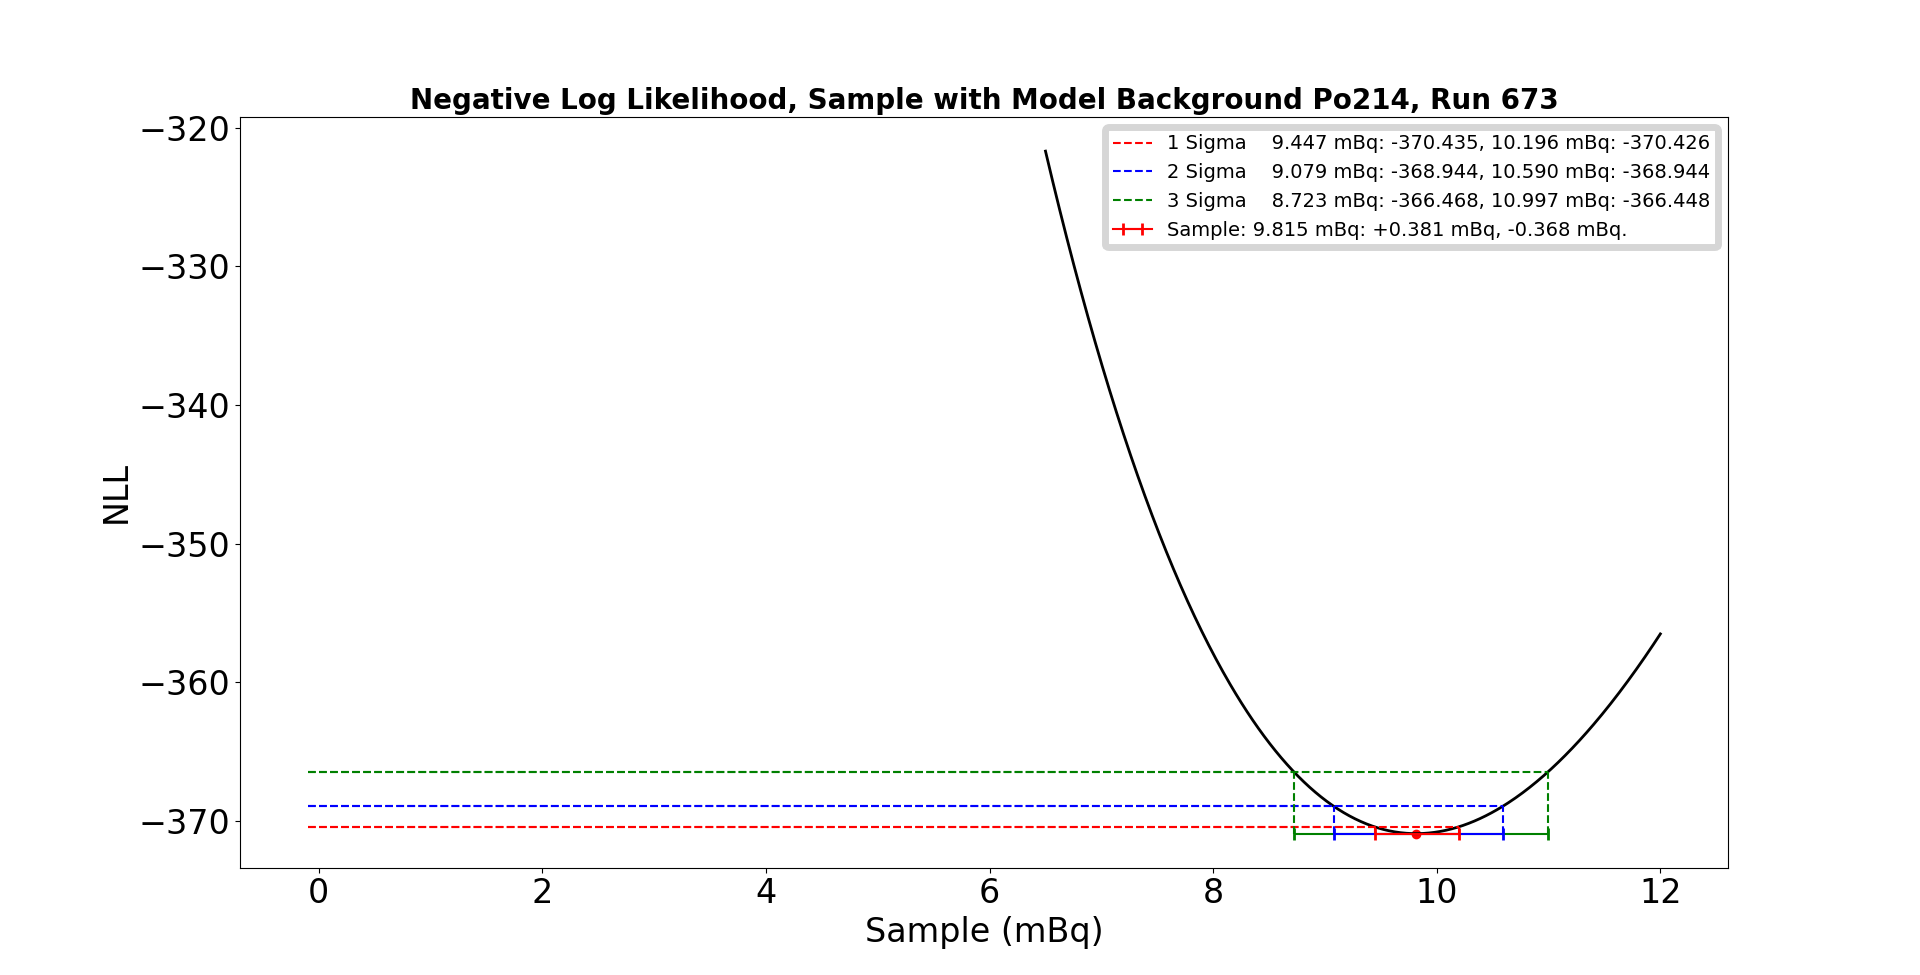 Negative Log Likelihood, Sample with Model Background Po214, Run 673
1 Sigma    9.447 mBq: -370.435, 10.196 mBq: -370.426
2 Sigma    9.079 mBq: -368.944, 10.590 mBq: -368.944
3 Sigma    8.723 mBq: -366.468, 10.997 mBq: -366.448
Sample: 9.815 mBq: +0.381 mBq, -0.368 mBq.
NLL
−320
−330
−340
−350
−360
−370
0 2 4 6 8 10 12
Sample (mBq)